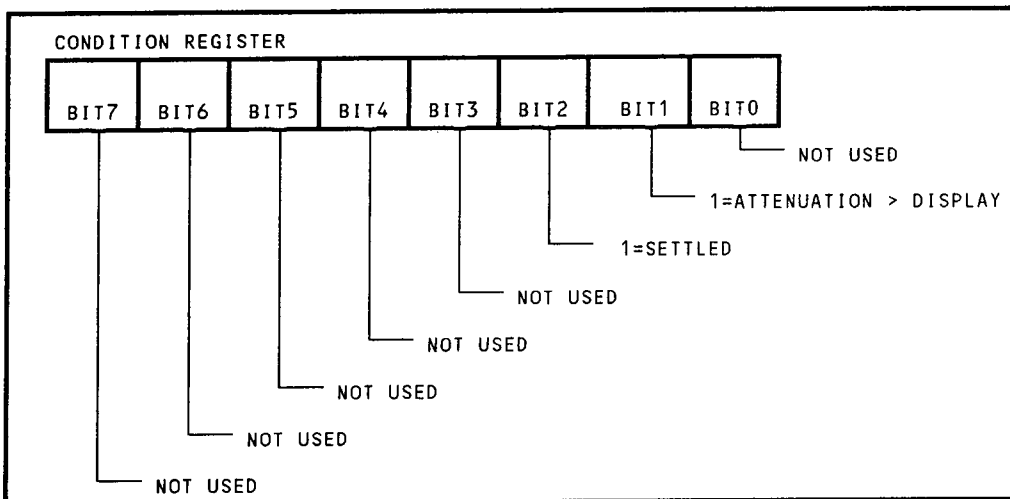 CONDITION REGISTER
BIT7 BIT6 BIT5 BIT4 BIT3 BIT2 BIT1 BIT0
NOT USED
1=ATTENUATION > DISPLAY
1=SETTLED
NOT USED
NOT USED
NOT USED
NOT USED
NOT USED